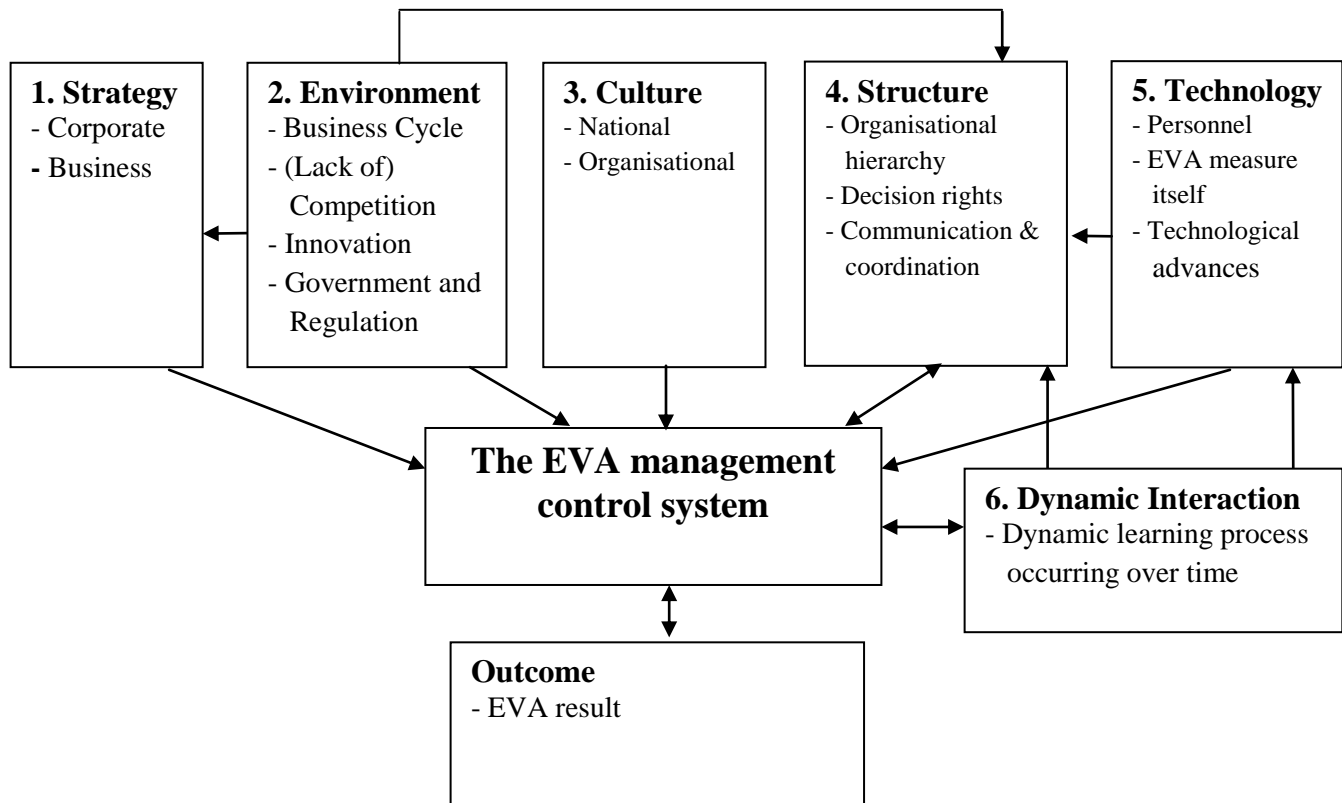 1. Strategy
- Corporate
- Business
2. Environment
- Business Cycle
- (Lack of)
Competition
- Innovation
- Government and
Regulation
3. Culture
- National
- Organisational
4. Structure
- Organisational
hierarchy
- Decision rights
- Communication &
coordination
5. Technology
- Personnel
- EVA measure
itself
- Technological
advances
The EVA management
control system
6. Dynamic Interaction
- Dynamic learning process
occurring over time
Outcome
- EVA result